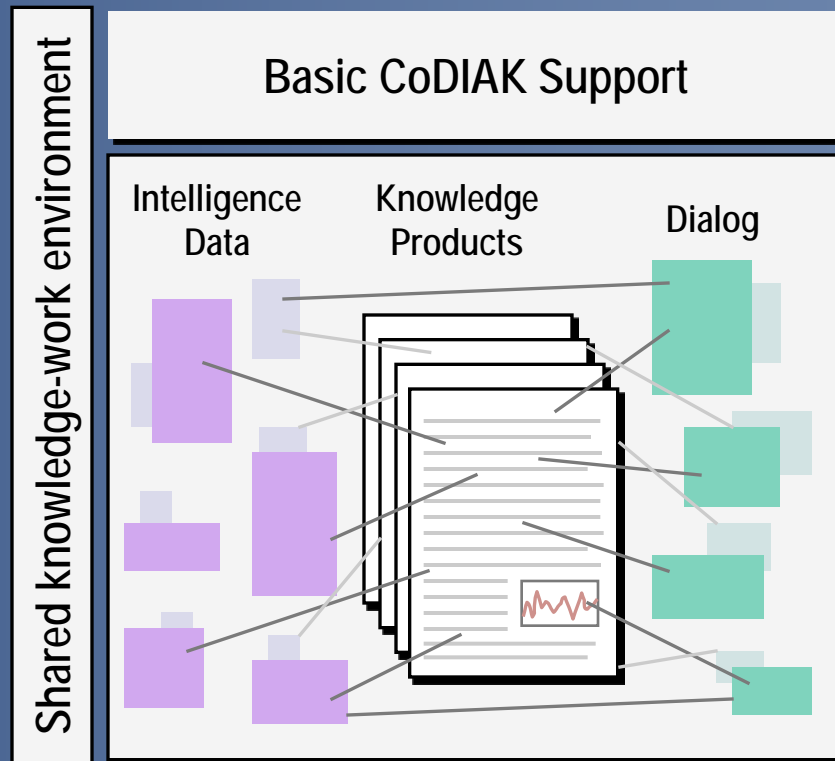 Shared knowledge-work environment
Basic CoDIAK Support
Intelligence
Data
Knowledge
Products
Dialog